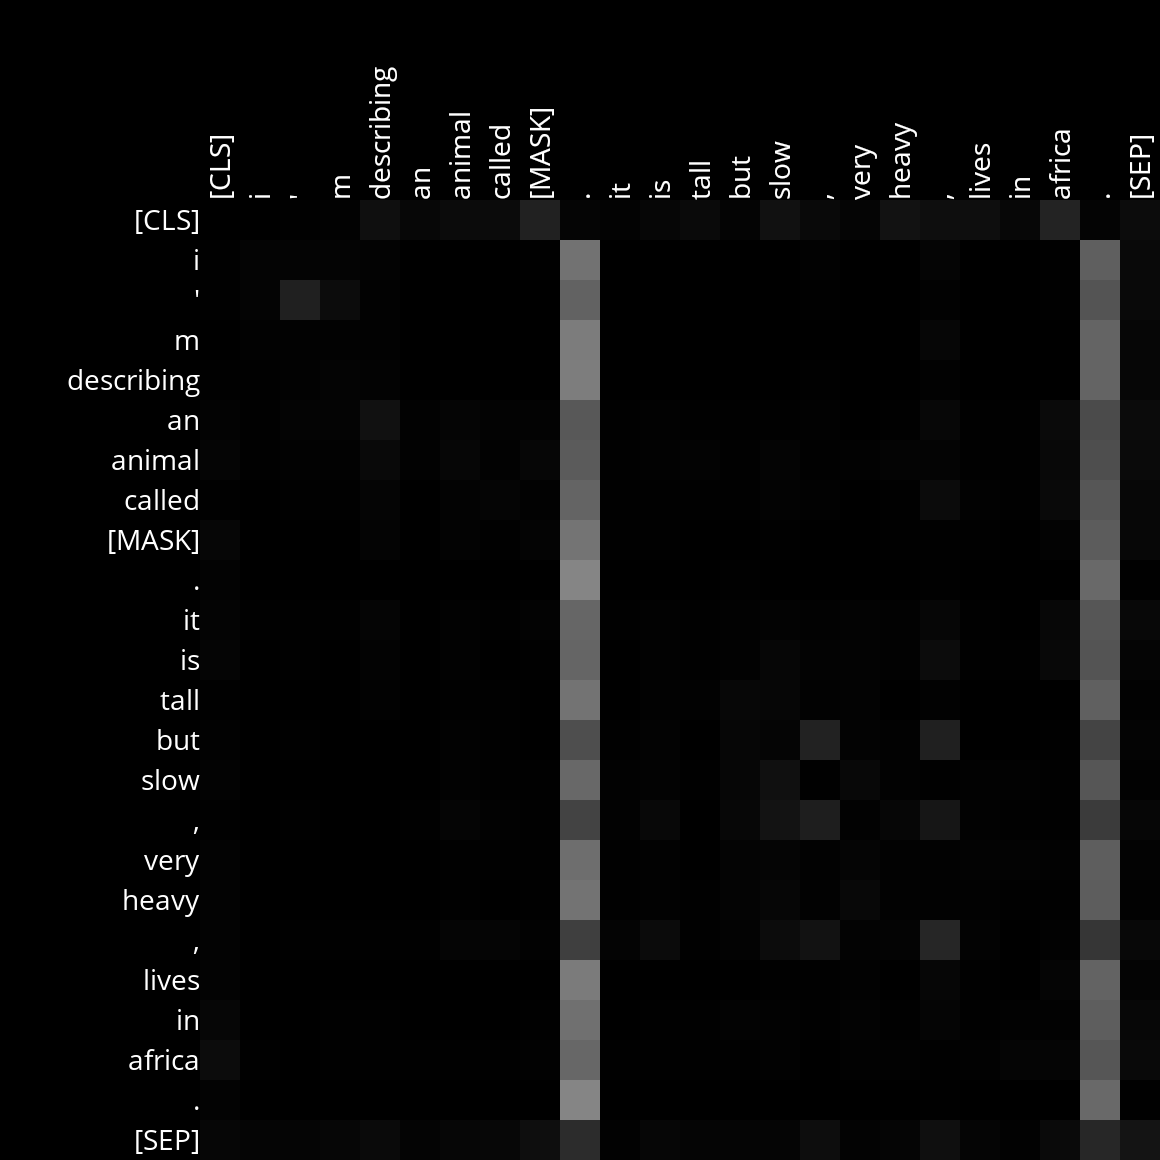 [CLS] i ' m describing an animal called [MASK] . it is tall but slow , very heavy , lives in africa . [SEP]
[CLS]
i
'
m
describing
an
animal
called
[MASK]
.
it
is
tall
but
slow
,
very
heavy
,
lives
in
africa
.
[SEP]